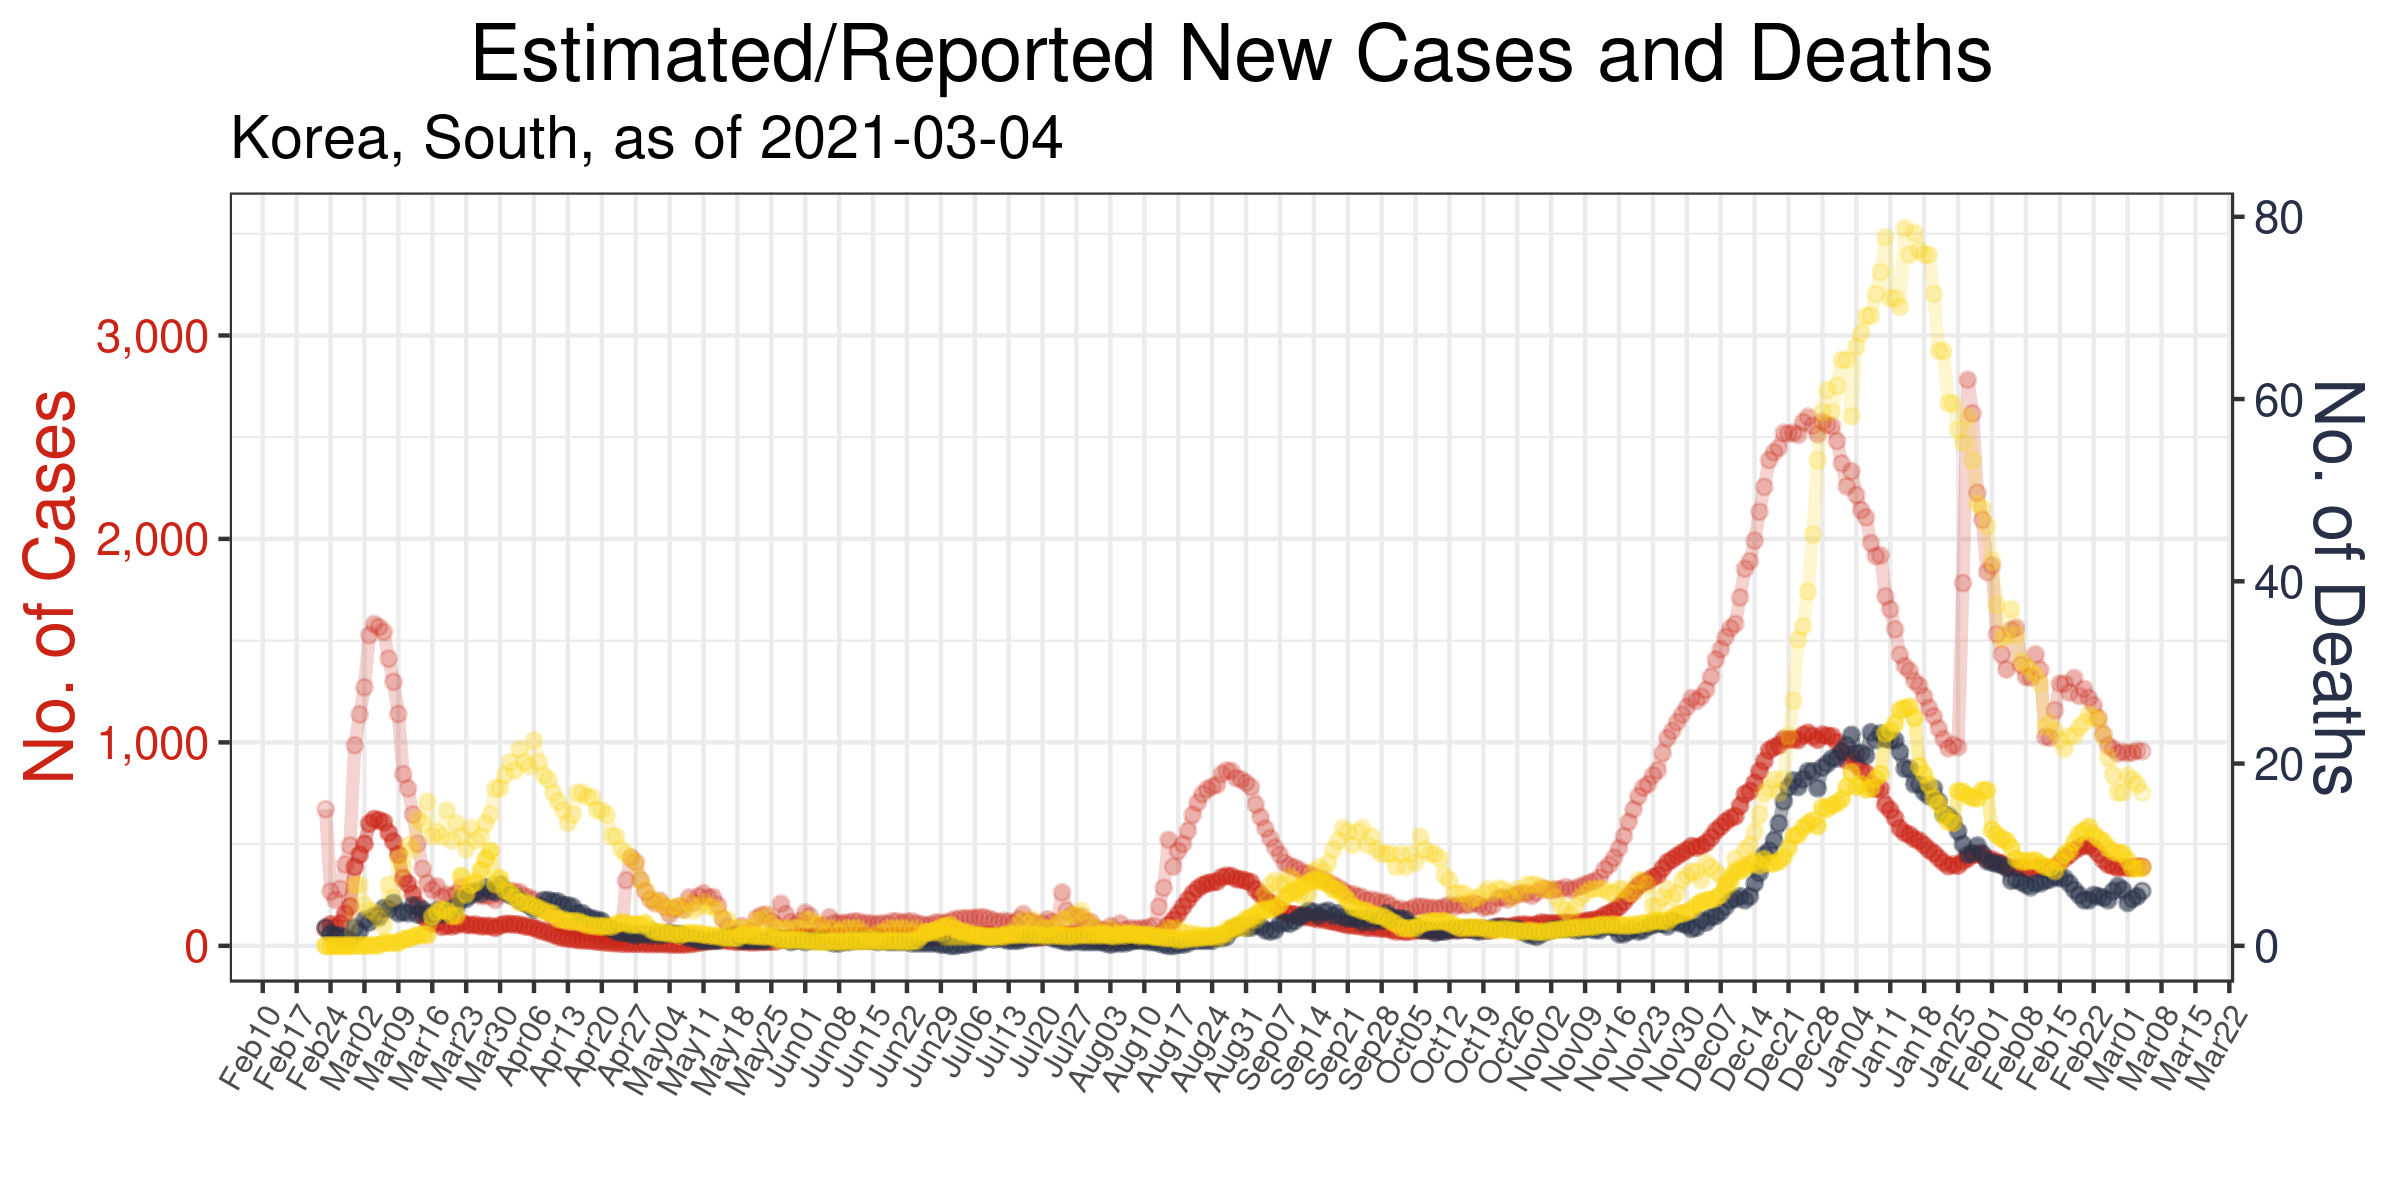 Estimated/Reported New Cases and Deaths
Korea, South, as of 2021-03-04
No. of Cases
3,000
2,000
1,000
0
80
60
40
20
0
No. of Deaths
Feb10
Feb17
Feb24
Mar02
Mar09
Mar16
Mar23
Mar30
Apr06
Apr13
Apr20
Apr27
May04
May11
May18
May25
Jun01
Jun08
Jun15
Jun22
Jun29
Jul06
Jul13
Jul20
Jul27
Aug03
Aug10
Aug17
Aug24
Aug31
Sep07
Sep14
Sep21
Sep28
Oct05
Oct12
Oct19
Oct26
Nov02
Nov09
Nov16
Nov23
Nov30
Dec07
Dec14
Dec21
Dec28
Jan04
Jan11
Jan18
Jan25
Feb01
Feb08
Feb15
Feb22
Mar01
Mar08
Mar15
Mar22